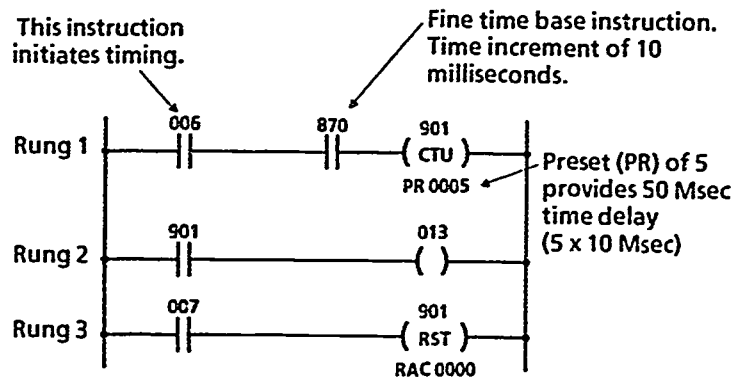 This instruction
initiates timing.
Fine time base instruction.
Time increment of 10
milliseconds.
Rung 1
006
870
901
CTU
PR 0005
Preset (PR) of 5
provides 50 Msec
time delay
(5 x 10 Msec)
Rung 2
901
013
Rung 3
007
901
RST
RAC 0000